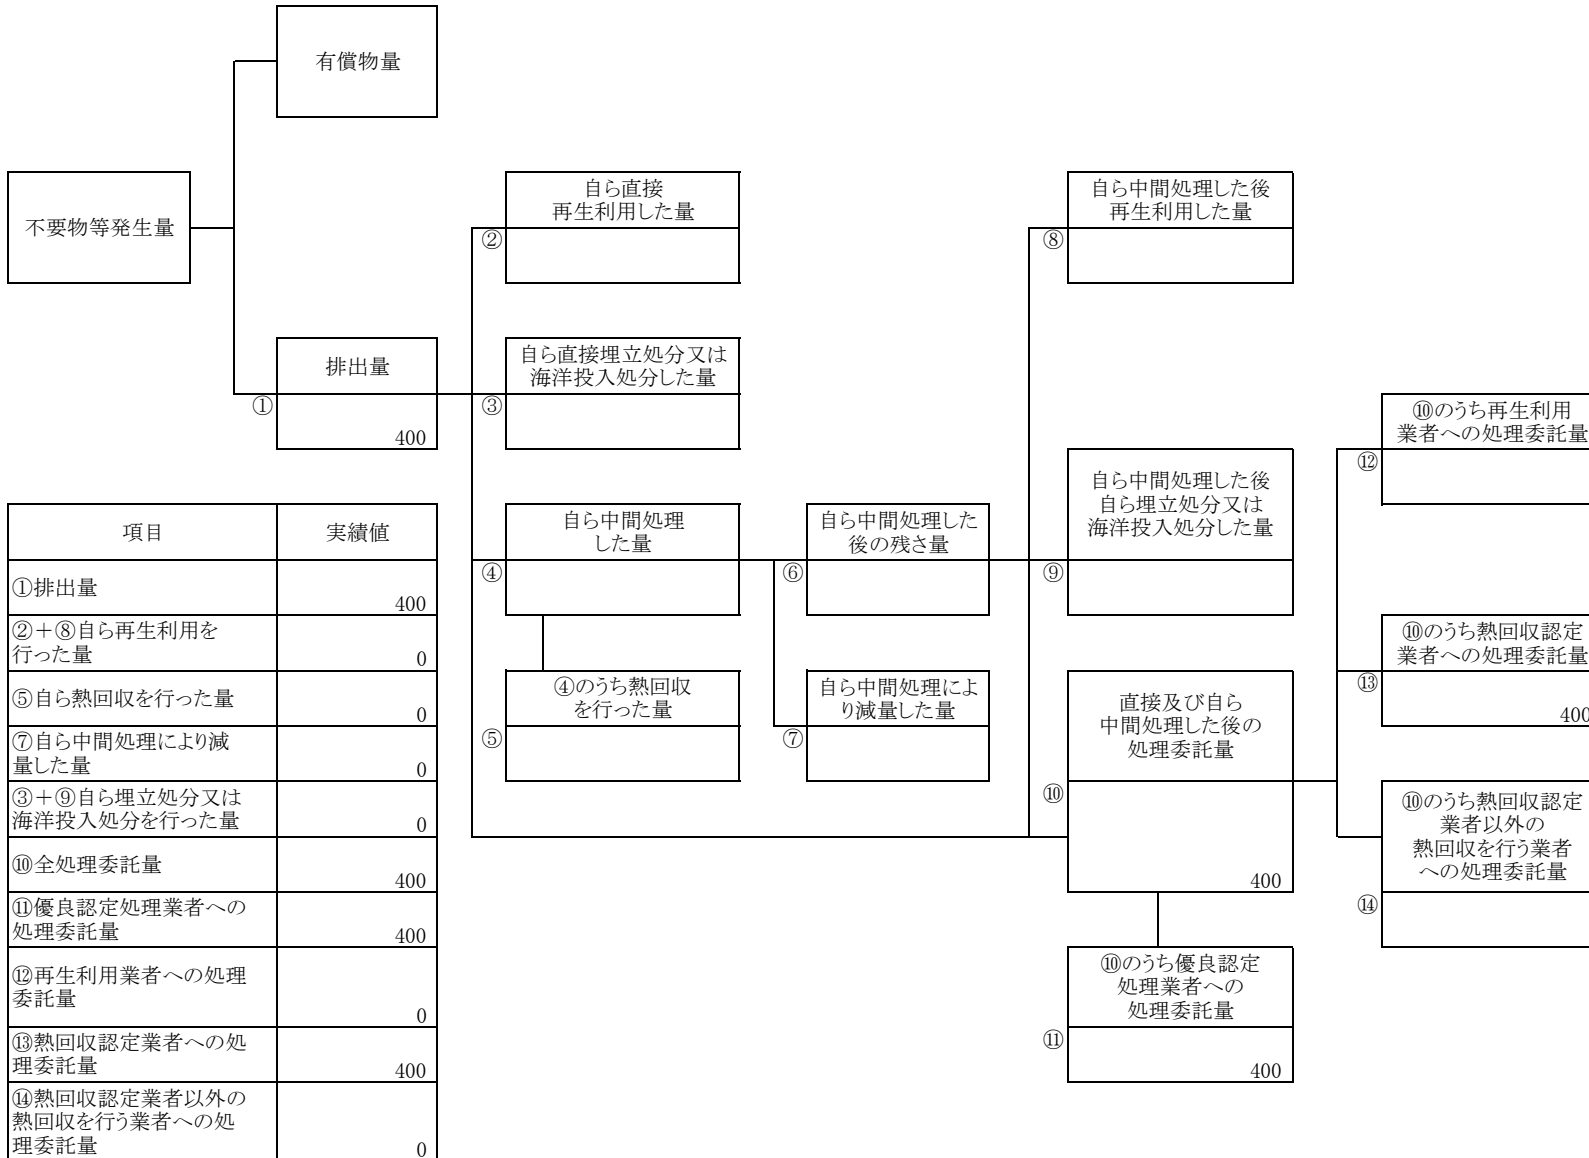 有償物量
不要物等発生量
自ら直接
再生利用した量
②
自ら中間処理した後
再生利用した量
⑧
排出量
①
400
自ら直接埋立処分又は
海洋投入処分した量
③
⑩のうち再生利用
業者への処理委託量
⑫
自ら中間処理
した量
④
自ら中間処理した
後の残さ量
⑥
自ら中間処理した後
自ら埋立処分又は
海洋投入処分した量
⑨
④のうち熱回収
を行った量
⑤
自ら中間処理によ
り減量した量
⑦
直接及び自ら
中間処理した後の
処理委託量
⑩
400
⑩のうち熱回収認定
業者への処理委託量
⑬
400
⑩のうち熱回収認定
業者以外の
熱回収を行う業者
への処理委託量
⑭
⑩のうち優良認定
処理業者への
処理委託量
⑪
400
項目 実績値
①排出量
400
②＋⑧自ら再生利用を
行った量 0
⑤自ら熱回収を行った量
0
⑦自ら中間処理により減
量した量 0
③＋⑨自ら埋立処分又は
海洋投入処分を行った量 0
⑩全処理委託量
400
⑪優良認定処理業者への
処理委託量 400
⑫再生利用業者への処理
委託量
0
⑬熱回収認定業者への処
理委託量 400
⑭熱回収認定業者以外の
熱回収を行う業者への処
理委託量 0